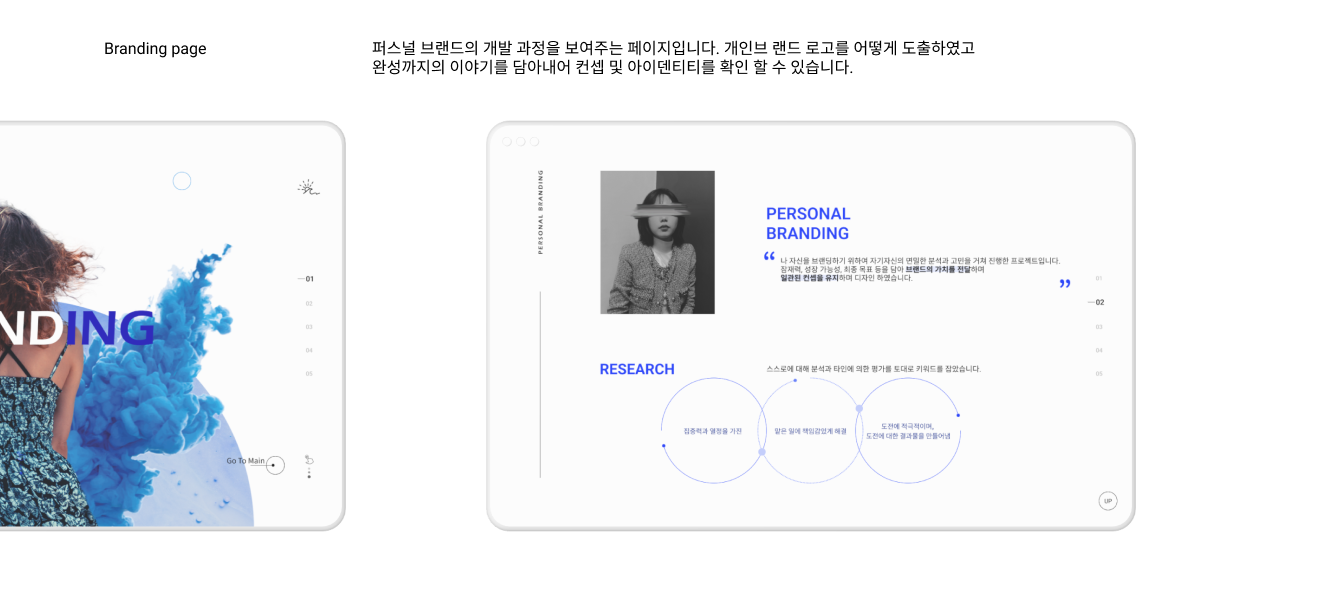 Branding page
퍼스널 브랜드의 개발 과정을 보여주는 페이지입니다. 개인브 랜드 로고를 어떻게 도출하였고
완성까지의 이야기를 담아내어 컨셉 및 아이덴티티를 확인 할 수 있습니다.
01
02
03
04
05
NDING
Go To Main
PERSONAL BRANDING
PERSONAL
BRANDING
“
나 자신을 브랜딩하기 위하여 자기자신의 면밀한 분석과 고민을 거쳐 진행한 프로젝트입니다.
잠재력, 성장 가능성, 최종 목표 등을 담아 브랜드의 가치를 전달하며
일관된 컨셉을 유지하며 디자인 하였습니다.
”
01
02
03
04
05
RESEARCH
스스로에 대해 분석과 타인에 의한 평가를 토대로 키워드를 잡았습니다.
집중력과 열정을 가진
맡은 일에 책임감있게 해결
도전에 적극적이며,
도전에 대한 결과물을 만들어냄
UP